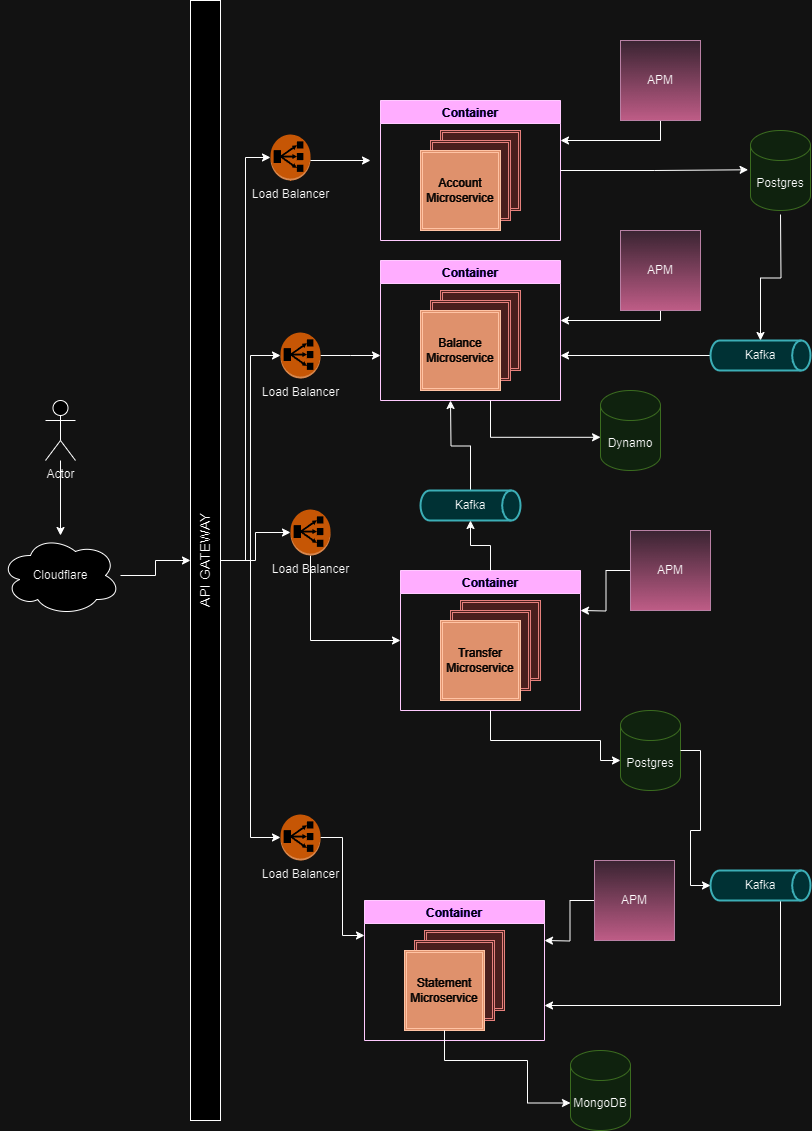 APM
Container
Account
Microservice
Load Balancer
Postgres
Container
APM
Balance
Microservice
Kafka
Load Balancer
Dynamo
Actor
Kafka
API GATEWAY
Load Balancer
Cloudflare
Container
APM
Transfer
Microservice
Postgres
Load Balancer
Kafka
APM
Container
Statement
Microservice
MongoDB